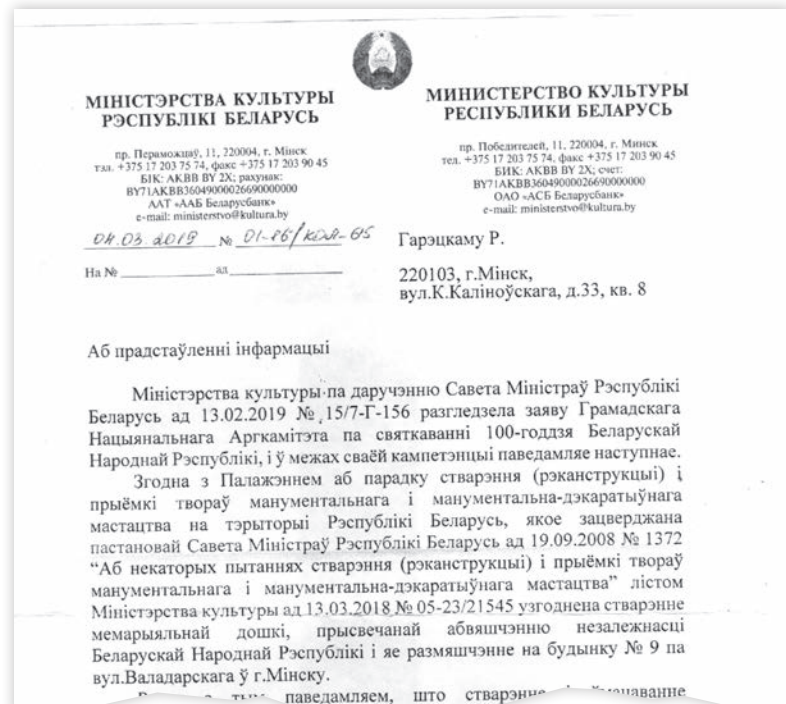 МІНІСТЭРСТВА КУЛЬТУРЫ
РЭСПУБЛІКІ БЕЛАРУСЬ
пр. Пераможцаў, 11, 220004, г. Мінск
тэл. +375 17 203 75 74, факс +375 17 203 90 45
БІК: AKBB BY 2X; рахунак:
BY71AKBB36049000026690000000
ААТ «ААБ Беларусбанк»
e-mail: ministerstvo@kultura.by
04.03.2019 №
На № ад
МИНИСТЕРСТВО КУЛЬТУРЫ
РЕСПУБЛИКИ БЕЛАРУСЬ
пр. Победителей, 11, 220004, г. Минск
тел. +375 17 203 75 74, факс +375 17 203 90 45
БИК: AKBB BY 2X; счет:
BY71AKBB36049000026690000000
ОАО «АСБ Беларусбанк»
e-mail: ministerstvo@kultura.by
Гарэцкаму Р.
220103, г.Мінск,
вул.К.Каліноўскага, д.33, кв. 8
Аб прадстаўленні інфармацыі
Міністэрства культуры па даручэнню Савета Міністраў Рэспублікі
Беларусь ад 13.02.2019 № 15/7-Г-156 разгледзела заяву Грамадскага
Нацыянальнага Аргкамітэта па святкаванні 100-годдзя Беларускай
Народнай Рэспублікі, і ў межах сваёй кампетэнцыі паведамляе наступнае.
Згодна з Палажэннем аб парадку стварэння (рэканструкцыі) і
прыёмкі твораў манументальнага і манументальна-дэкаратыўнага
мастацтва на тэрыторыі Рэспублікі Беларусь, якое зацверджана
пастановай Савета Міністраў Рэспублікі Беларусь ад 19.09.2008 № 1372
“Аб некаторых пытаннях стварэння (рэканструкцыі) і прыёмкі твораў
манументальнага і манументальна-дэкаратыўнага мастацтва” лістом
Міністэрства культуры ад 13.03.2018 № 05-23/21545 узгоднена стварэнне
мемарыяльнай дошкі, прысвечанай абвяшчэнню незалежнасці
Беларускай Народнай Рэспублікі і яе размяшчэнне на будынку № 9 па
вул.Валадарскага ў г.Мінску.
з тым паведамляем, што стварэнне